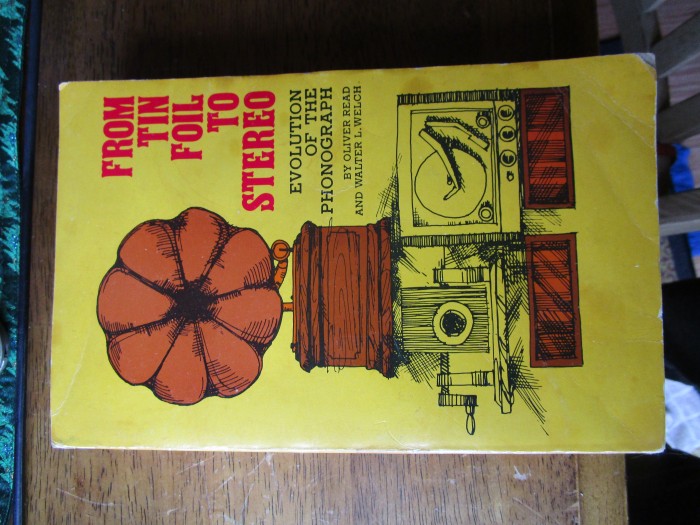 FROM
TIN
FOIL
TO
STEREO
EVOLUTION
OF THE
PHONOGRAPH
BY OLIVER READ
AND WALTER L. WELCH